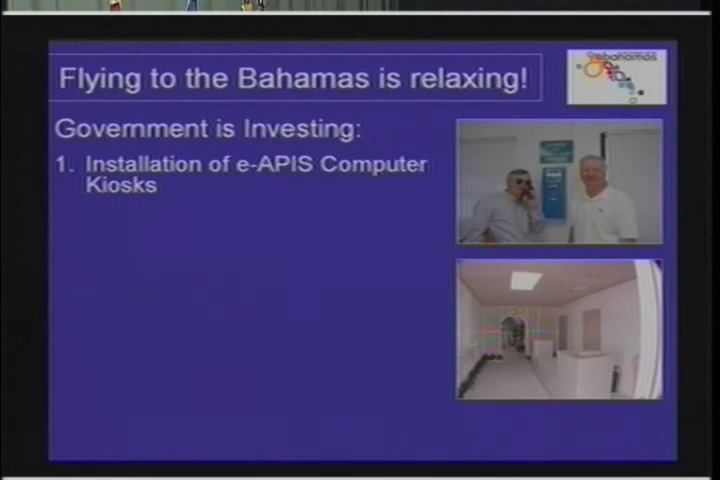 Flying to the Bahamas is relaxing!
bahamas
Government is Investing:
1. Installation of e-APIS Computer
Kiosks